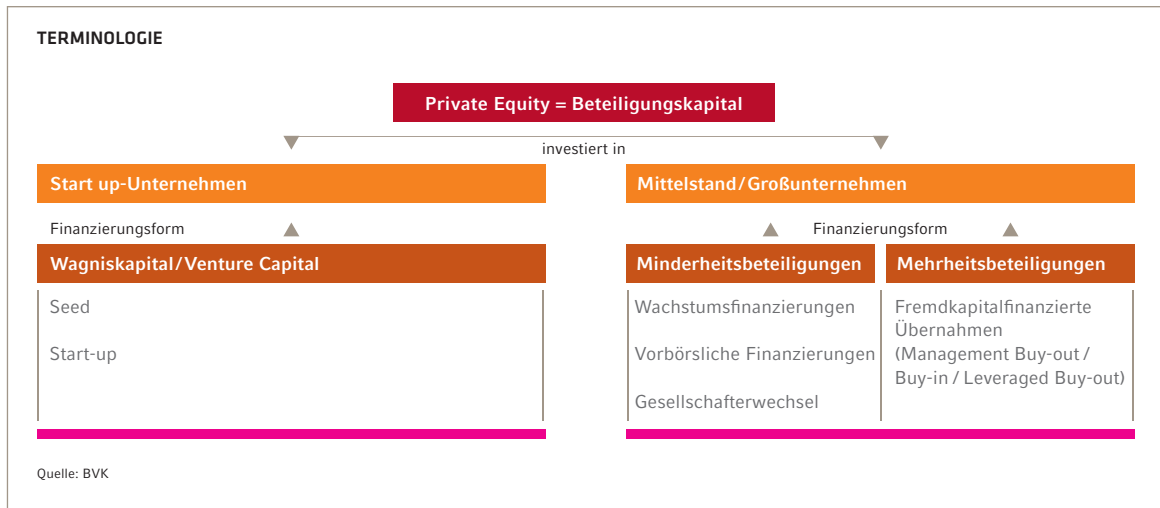 TERMINOLOGIE
Private Equity = Beteiligungskapital
investiert in
Start up-Unternehmen
Finanzierungsform
Wagniskapital/Venture Capital
Seed
Start-up
Mittelstand/Großunternehmen
Finanzierungsform
Minderheitsbeteiligungen
Wachstumsfinanzierungen
Vorbörsliche Finanzierungen
Gesellschafterwechsel
Mehrheitsbeteiligungen
Fremdkapitalfinanzierte
Übernahmen
(Management Buy-out /
Buy-in / Leveraged Buy-out)
Quelle: BVK